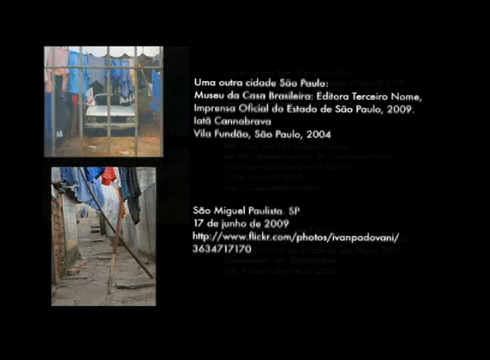 Uma outra cidade São Paulo:
Museu da Casa Brasileira: Editora Terceiro Nome,
Imprensa Oficial do Estado de São Paulo, 2009.
Iatã Cannabrava
Vila Fundão, São Paulo, 2004
São Miguel Paulista. SP
17 de junho de 2009
http://www.flickr.com/photos/ivanpadovani/
3634717170